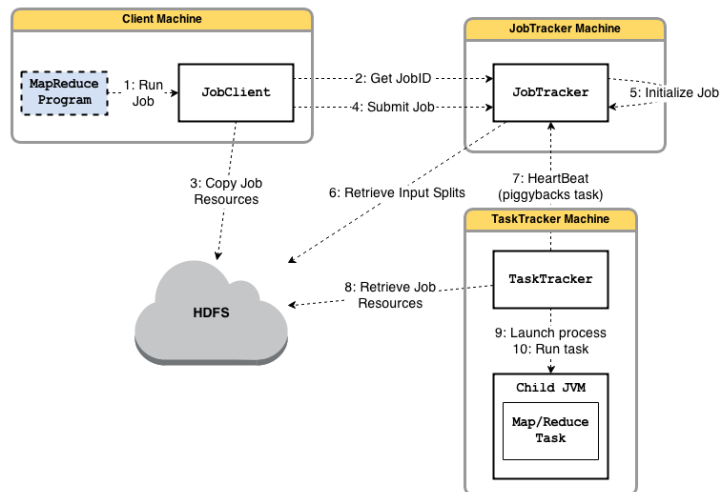 Client Machine
JobTracker Machine
MapReduce
Program
1: Run
Job
JobClient
2: Get JobID
4: Submit Job
JobTracker
5: Initialize Job
3: Copy Job
Resources
6: Retrieve Input Splits
7: HeartBeat
(piggybacks task)
TaskTracker Machine
TaskTracker
HDFS
8: Retrieve Job
Resources
9: Launch process
10: Run task
Child JVM
Map/Reduce
Task